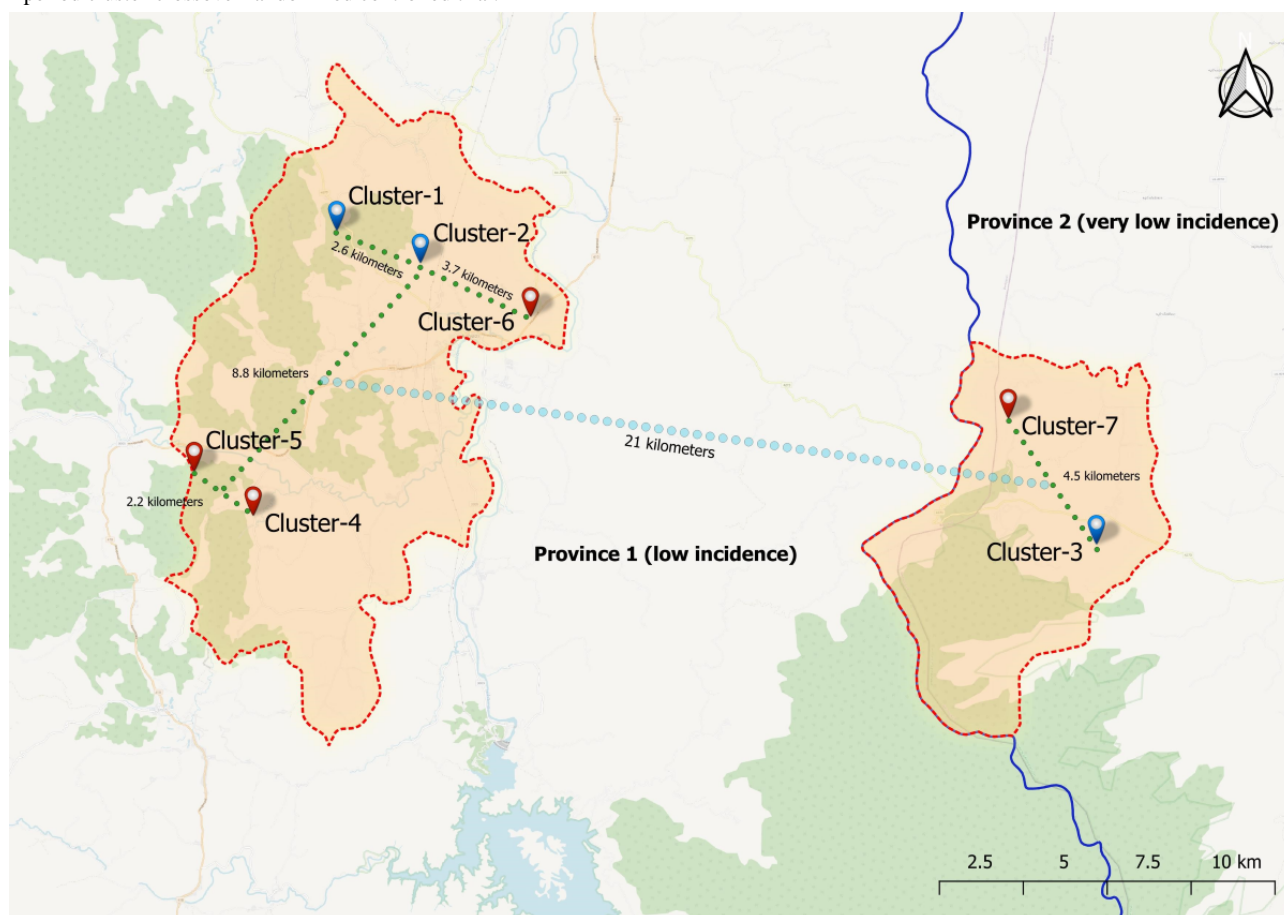 N
Cluster-1
Cluster-2
2.6 kilometers
3.7 kilometers
Cluster-6
Province 2 (very low incidence)
8.8 kilometers
Cluster-7
Cluster-5
21 kilometers
4.5 kilometers
2.2 kilometers
Cluster-4
Province 1 (low incidence)
Cluster-3
2.5 5 7.5 10 km